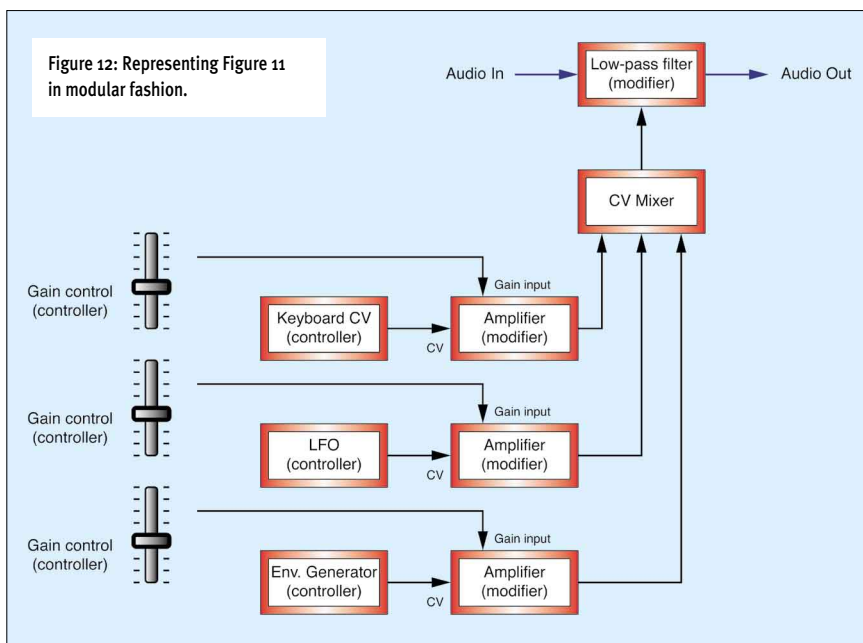 Figure 12: Representing Figure 11
in modular fashion.
Audio In
Low-pass filter
(modifier)
Audio Out
CV Mixer
Gain control
(controller)
Gain input
Keyboard CV
(controller)
CV
Amplifier
(modifier)
Gain control
(controller)
Gain input
LFO
(controller)
CV
Amplifier
(modifier)
Gain control
(controller)
Gain input
Env. Generator
(controller)
CV
Amplifier
(modifier)